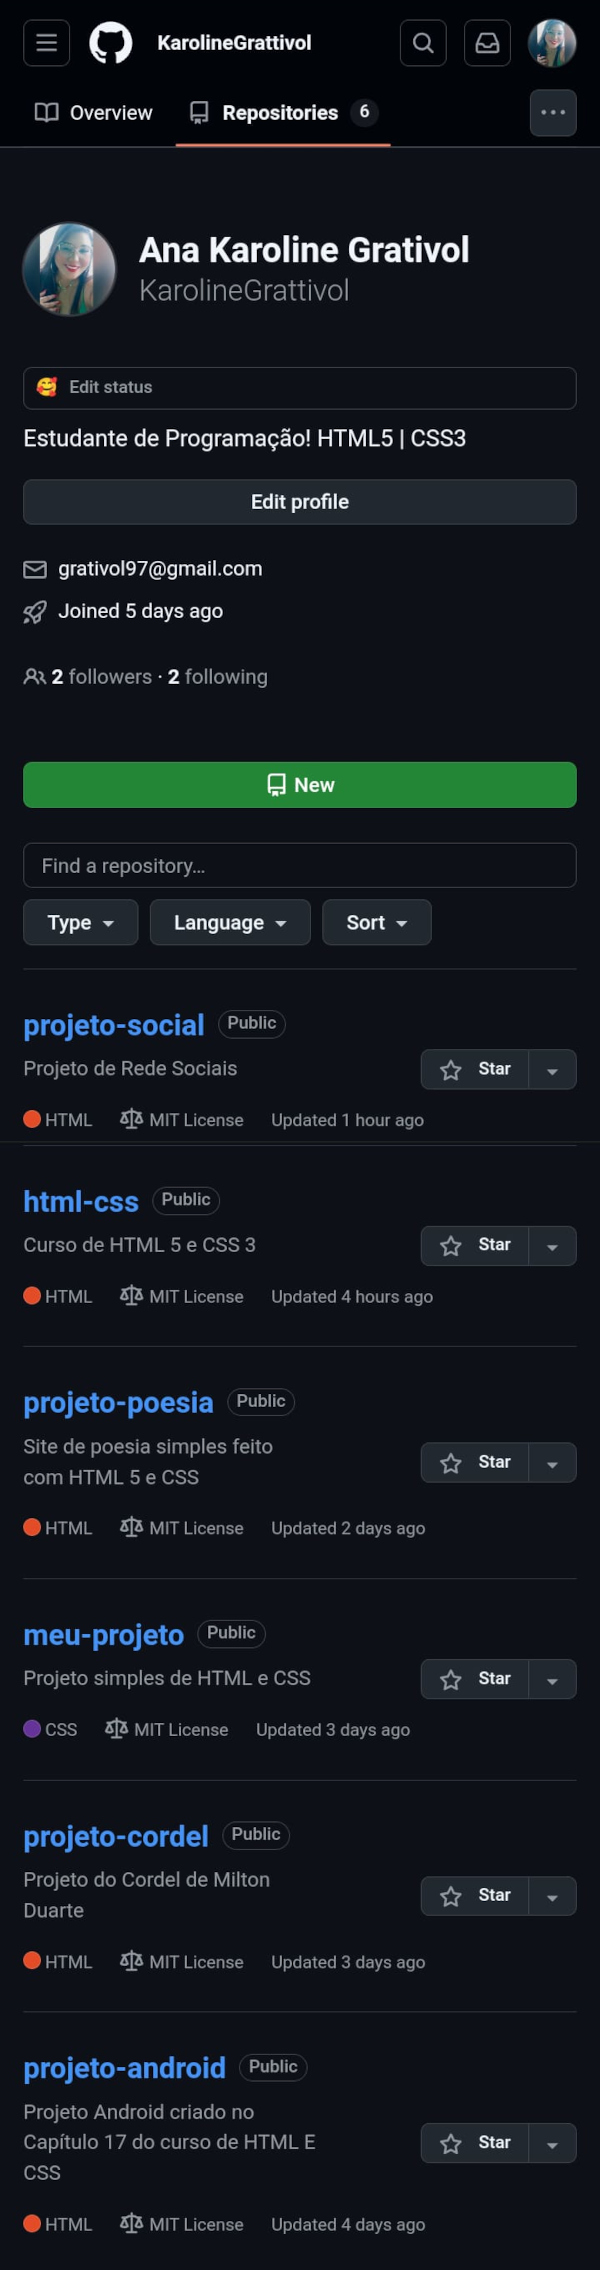 KarolineGrattivol
Overview Repositories 6
Ana Karoline Grativol
KarolineGrattivol
Edit status
Estudante de Programação! HTML5 | CSS3
Edit profile
grativol97@gmail.com
Joined 5 days ago
2 followers · 2 following
New
Find a repository...
Type Language Sort
projeto-social Public
Projeto de Rede Sociais Star
HTML MIT License Updated 1 hour ago
html-css Public
Curso de HTML 5 e CSS 3 Star
HTML MIT License Updated 4 hours ago
projeto-poesia Public
Site de poesia simples feito
com HTML 5 e CSS Star
HTML MIT License Updated 2 days ago
meu-projeto Public
Projeto simples de HTML e CSS Star
CSS MIT License Updated 3 days ago
projeto-cordel Public
Projeto do Cordel de Milton
Duarte Star
HTML MIT License Updated 3 days ago
projeto-android Public
Projeto Android criado no
Capítulo 17 do curso de HTML E Star
CSS
HTML MIT License Updated 4 days ago